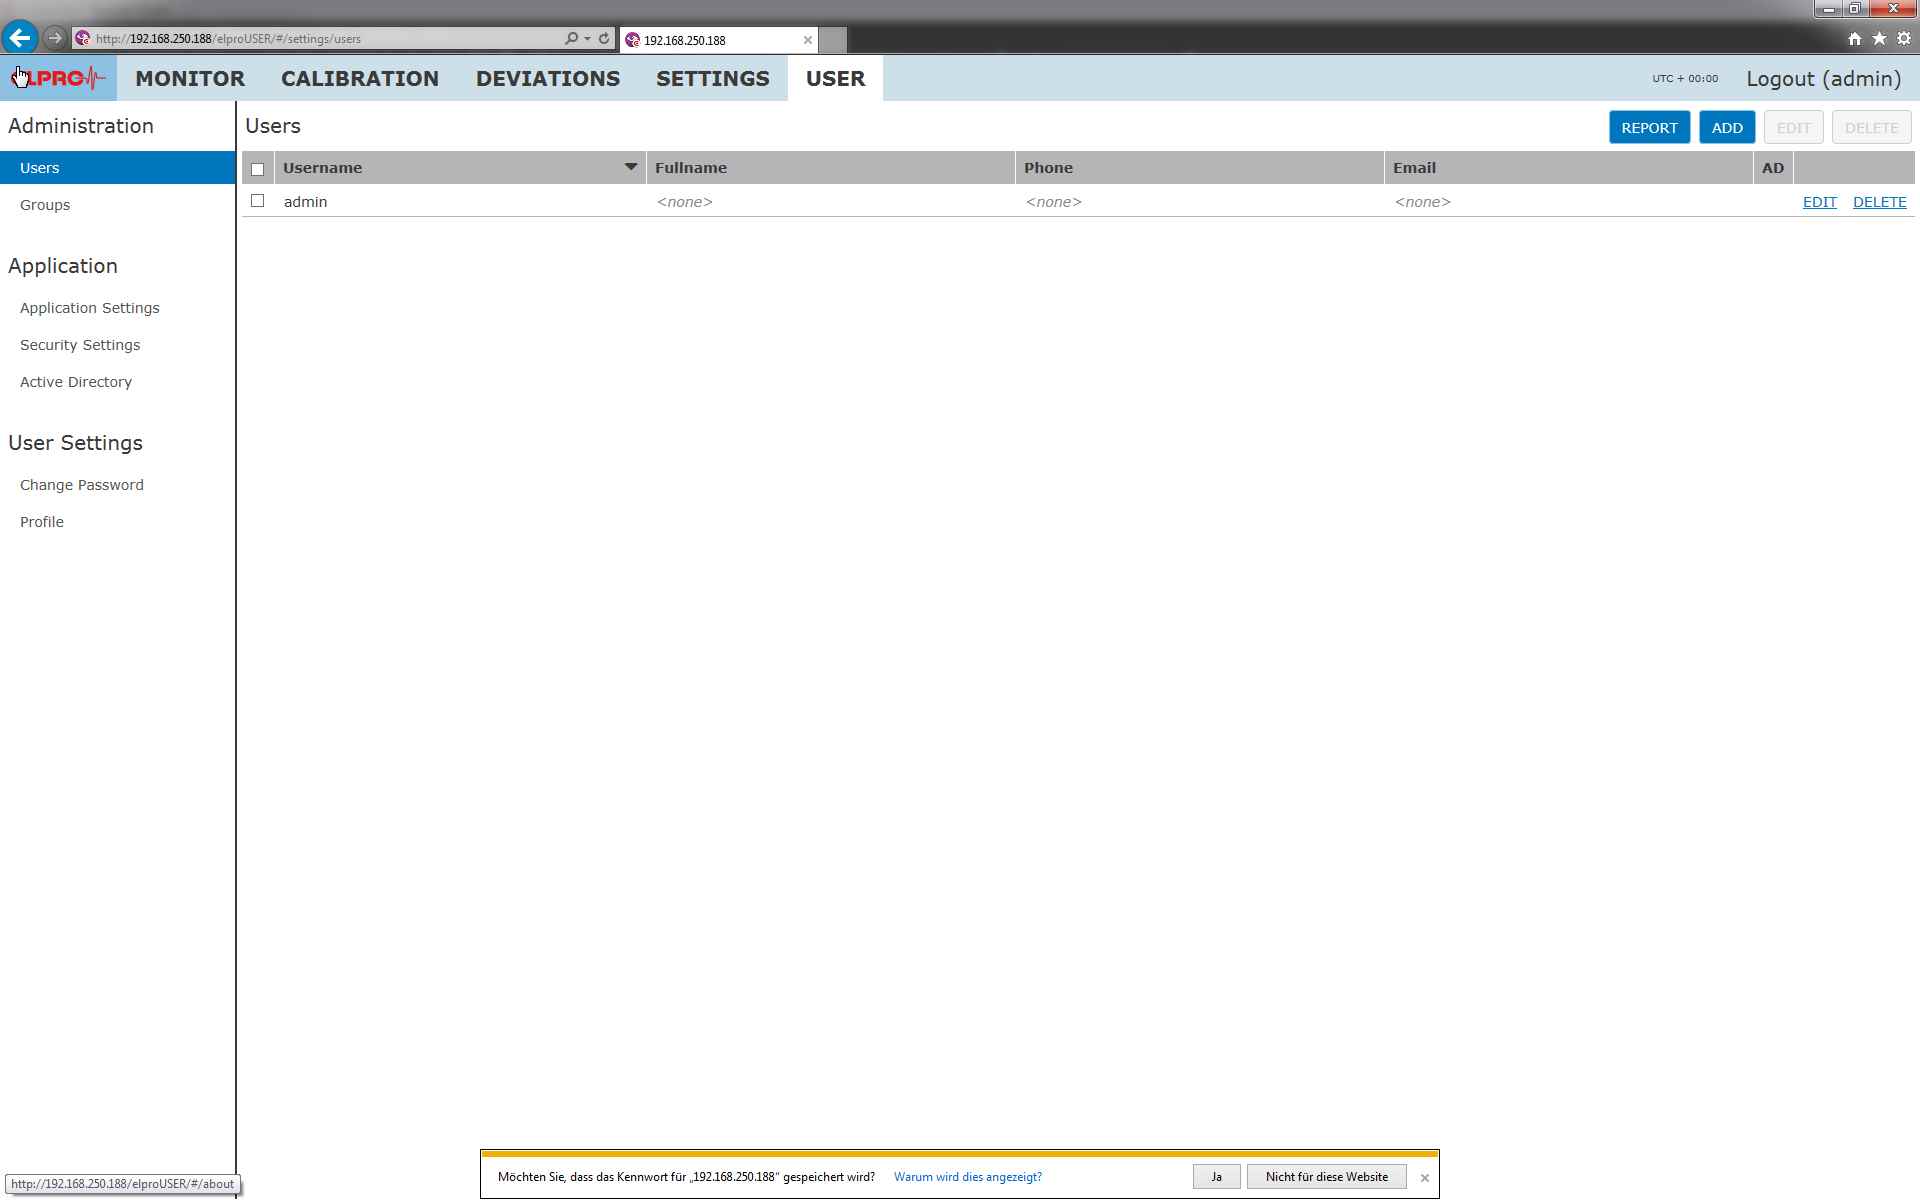 http://192.168.250.188/elproUSER/#/settings/users
192.168.250.188
ELPRO MONITOR CALIBRATION DEVIATIONS SETTINGS USER UTC + 00:00 Logout (admin)
Administration
Users
Groups
Application
Application Settings
Security Settings
Active Directory
User Settings
Change Password
Profile
Users REPORT ADD EDIT DELETE
Username Fullname Phone Email AD
admin <none> <none> <none> EDIT DELETE
http://192.168.250.188/elproUSER/#/about
Möchten Sie, dass das Kennwort für „192.168.250.188“ gespeichert wird? Warum wird dies angezeigt? Ja Nicht für diese Website